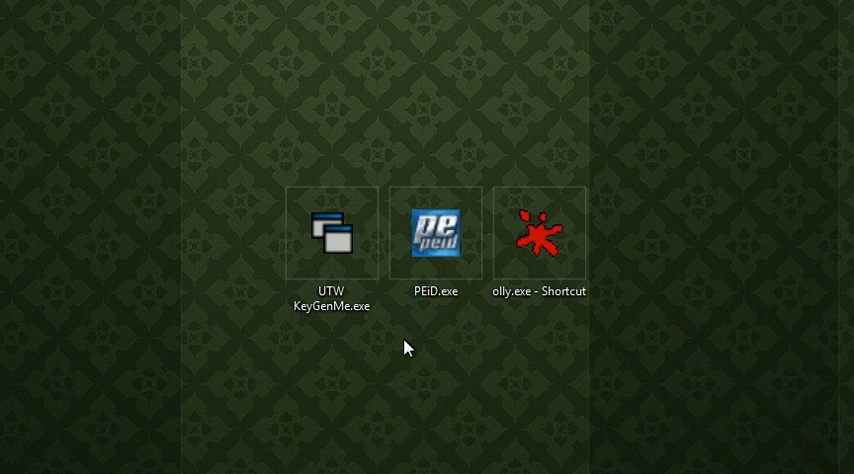 pe
peid
UTW
KeyGenMe.exe
PEiD.exe
olly.exe - Shortcut